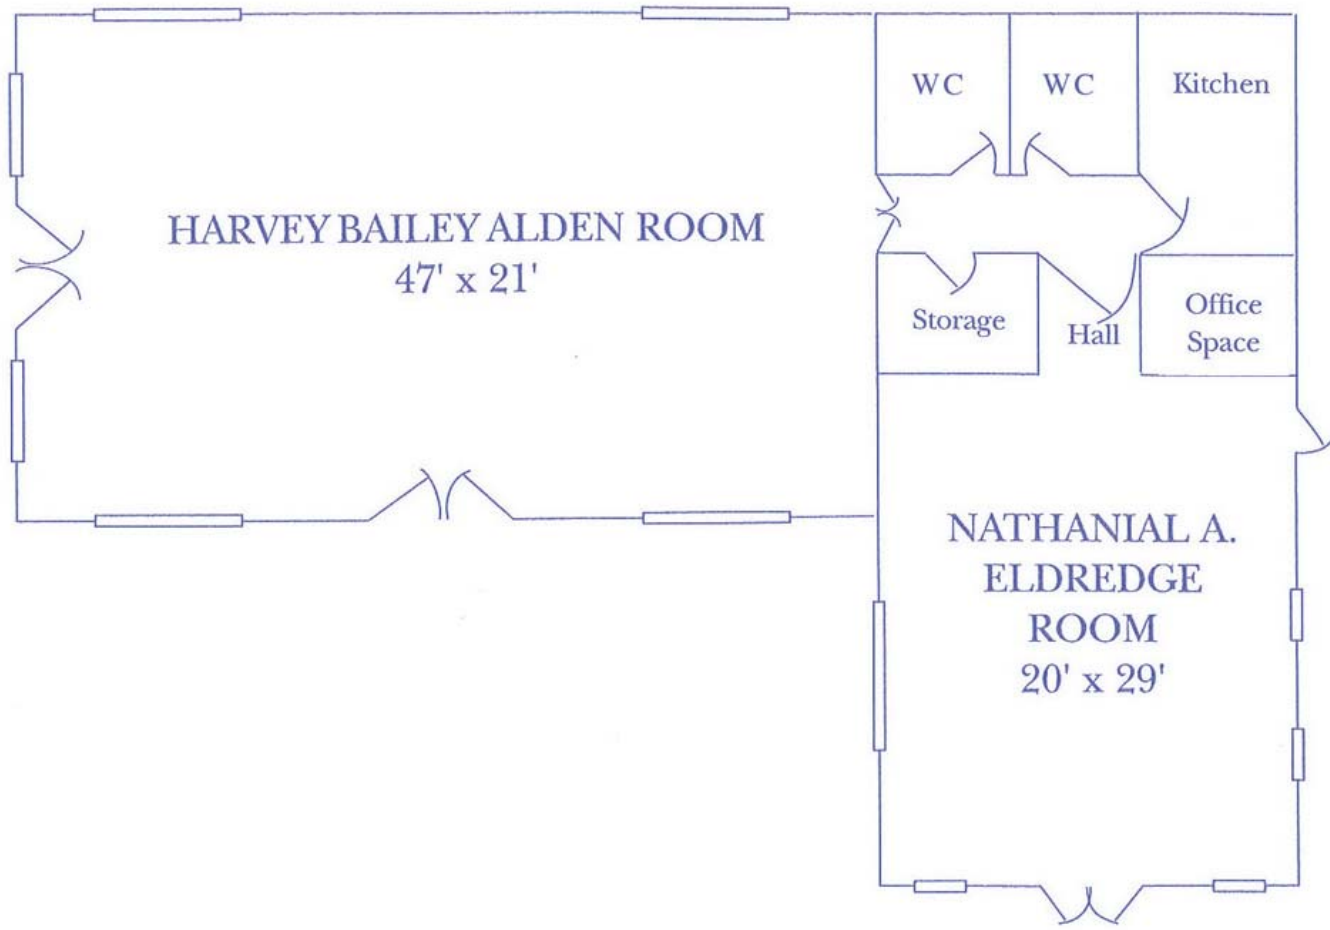 WC
WC
Kitchen
HARVEY BAILEY ALDEN ROOM
47' x 21'
Storage
Hall
Office
Space
NATHANIAL A.
ELDREDGE
ROOM
20' x 29'